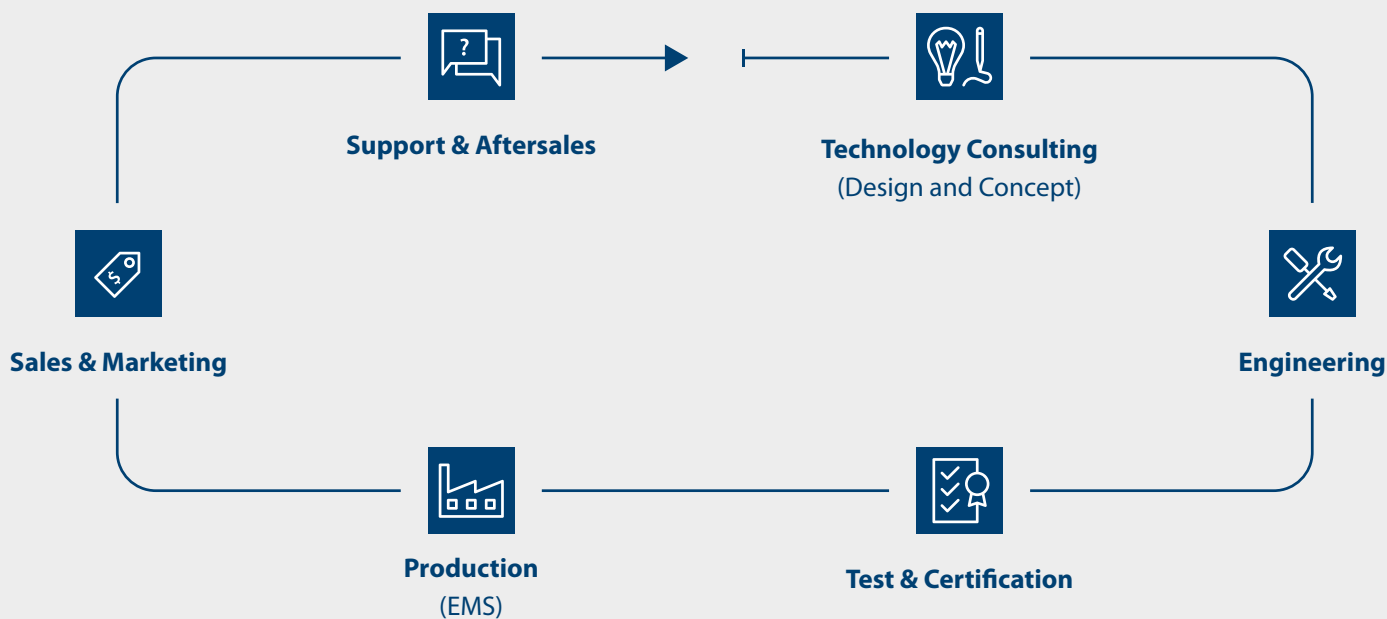 ?
Support & Aftersales
Technology Consulting
(Design and Concept)
$
Sales & Marketing
Engineering
Production
(EMS)
Test & Certification